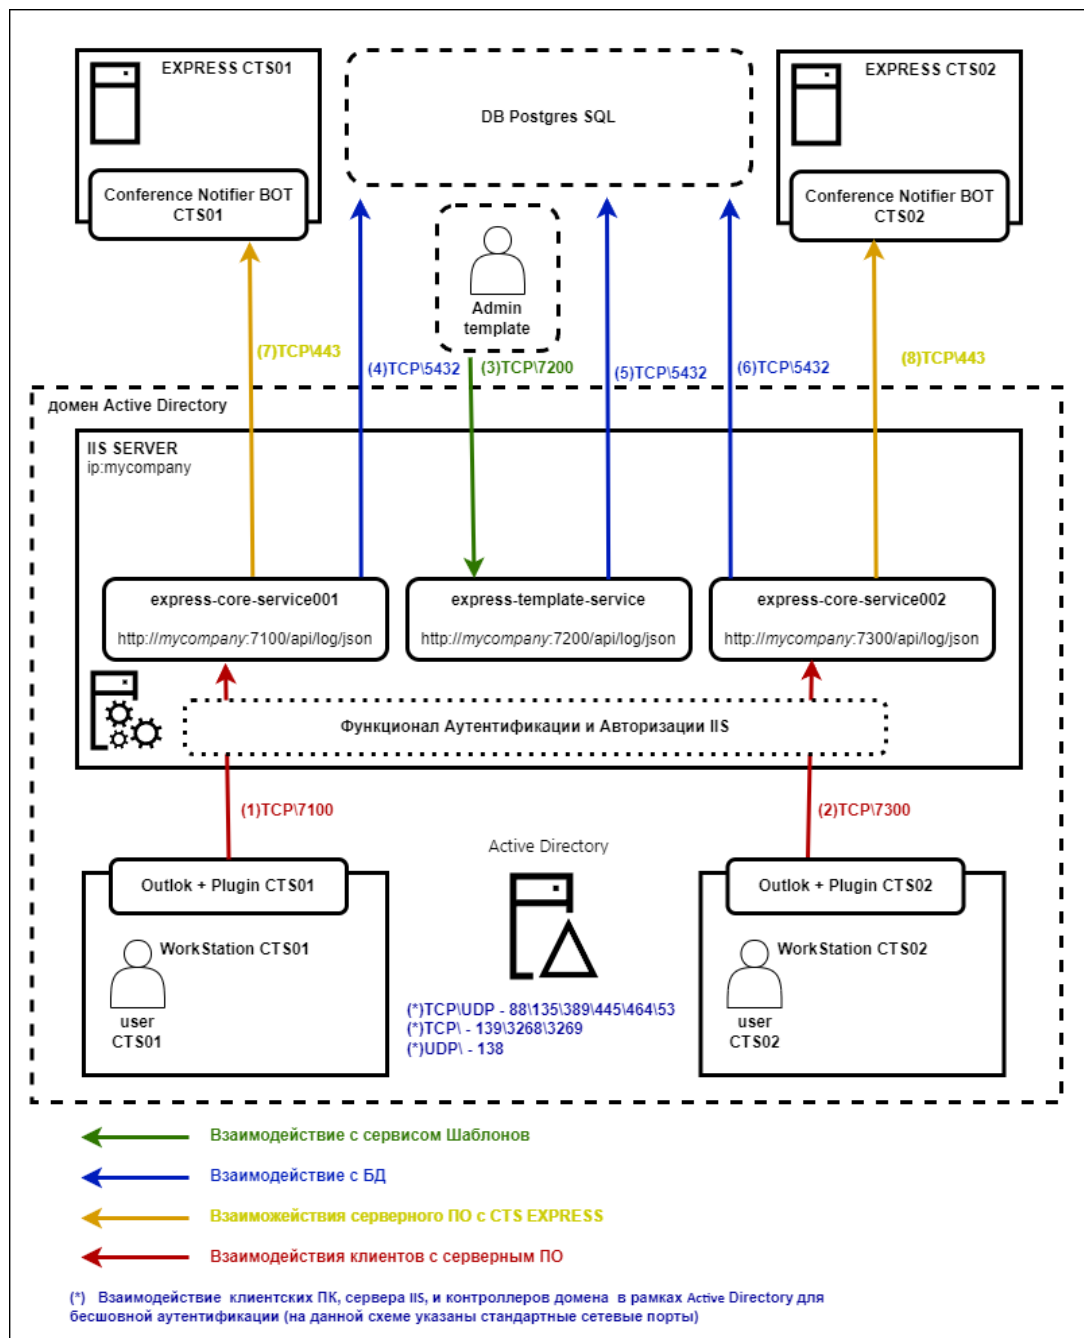 EXPRESS CTS01
Conference Notifier BOT
CTS01
DB Postgres SQL
EXPRESS CTS02
Conference Notifier BOT
CTS02
Admin
template
(7)TCP\443
(4)TCP\5432
(3)TCP\7200
(5)TCP\5432
(6)TCP\5432
(8)TCP\443
домен Active Directory
IIS SERVER
ip:mycompany
express-core-service001
http://mycompany:7100/api/log/json
express-template-service
http://mycompany:7200/api/log/json
express-core-service002
http://mycompany:7300/api/log/json
Функционал Аутентификации и Авторизации IIS
(1)TCP\7100
(2)TCP\7300
Active Directory
Outlok + Plugin CTS01
WorkStation CTS01
user
CTS01
Outlok + Plugin CTS02
WorkStation CTS02
user
CTS02
(*)TCP\UDP - 88\135\389\445\464\53
(*)TCP\ - 139\3268\3269
(*)UDP\ - 138
Взаимодействие с сервисом Шаблонов
Взаимодействие с БД
Взаиможействия серверного ПО с CTS EXPRESS
Взаимодействия клиентов с серверным ПО
(*) Взаимодействие клиентских ПК, сервера IIS, и контроллеров домена в рамках Active Directory для
бесшовной аутентификации (на данной схеме указаны стандартные сетевые порты)